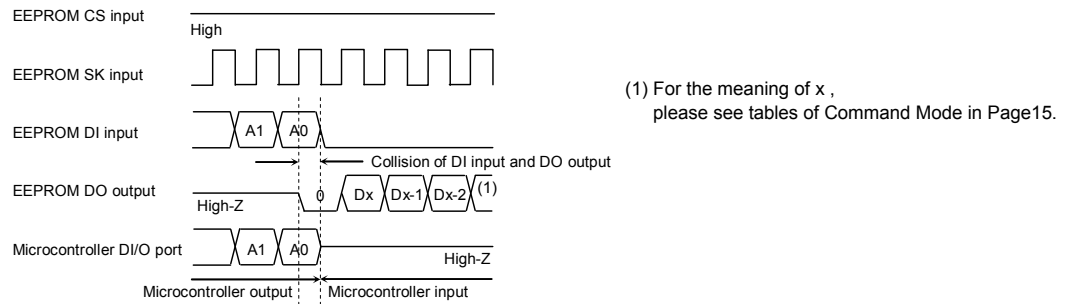 EEPROM CS input
High
EEPROM SK input
(1) For the meaning of x ,
please see tables of Command Mode in Page15.
EEPROM DI input
A1 A0
Collision of DI input and DO output
EEPROM DO output
High-Z
0 Dx Dx-1 Dx-2 (1)
Microcontroller DI/O port
A1 A0
High-Z
Microcontroller output Microcontroller input